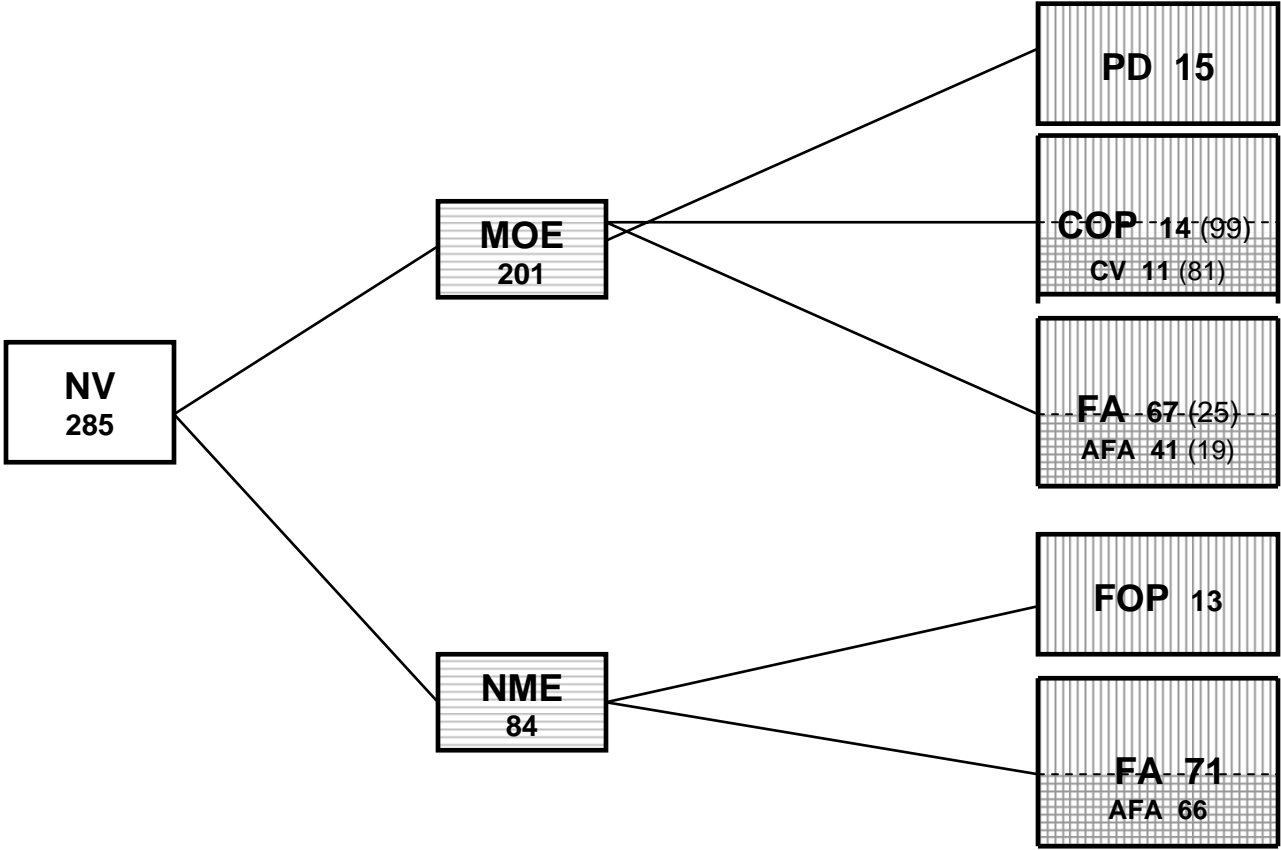 PD 15
MOE
201
COP 14 (99)
CV 11 (81)
NV
285
FA 67 (25)
AFA 41 (19)
FOP 13
NME
84
FA 71
AFA 66